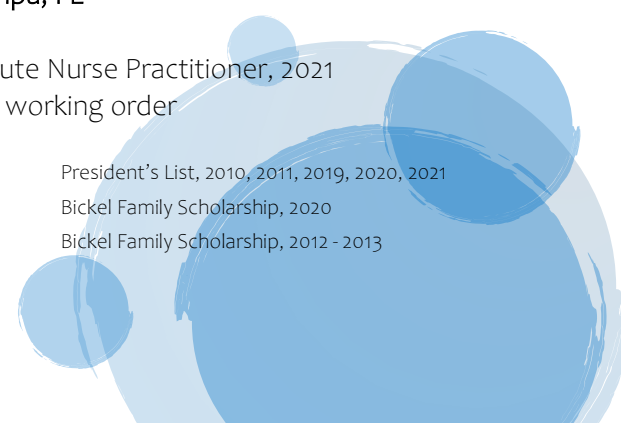 FL
ute Nurse Practitioner, 2021
working order
President's List, 2010, 2011, 2019, 2020, 2021
Bickel Family Scholarship, 2020
Bickel Family Scholarship, 2012 - 2013